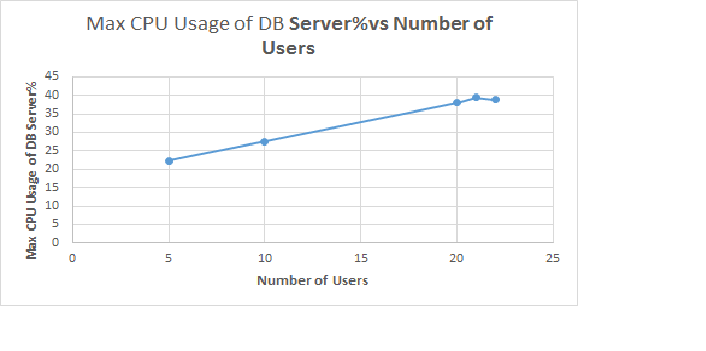 Max CPU Usage of DB Server%vs Number of
Users
Max CPU Usage of DB Server%
45
40
35
30
25
20
15
10
5
0
0 5 10 15 20 25
Number of Users